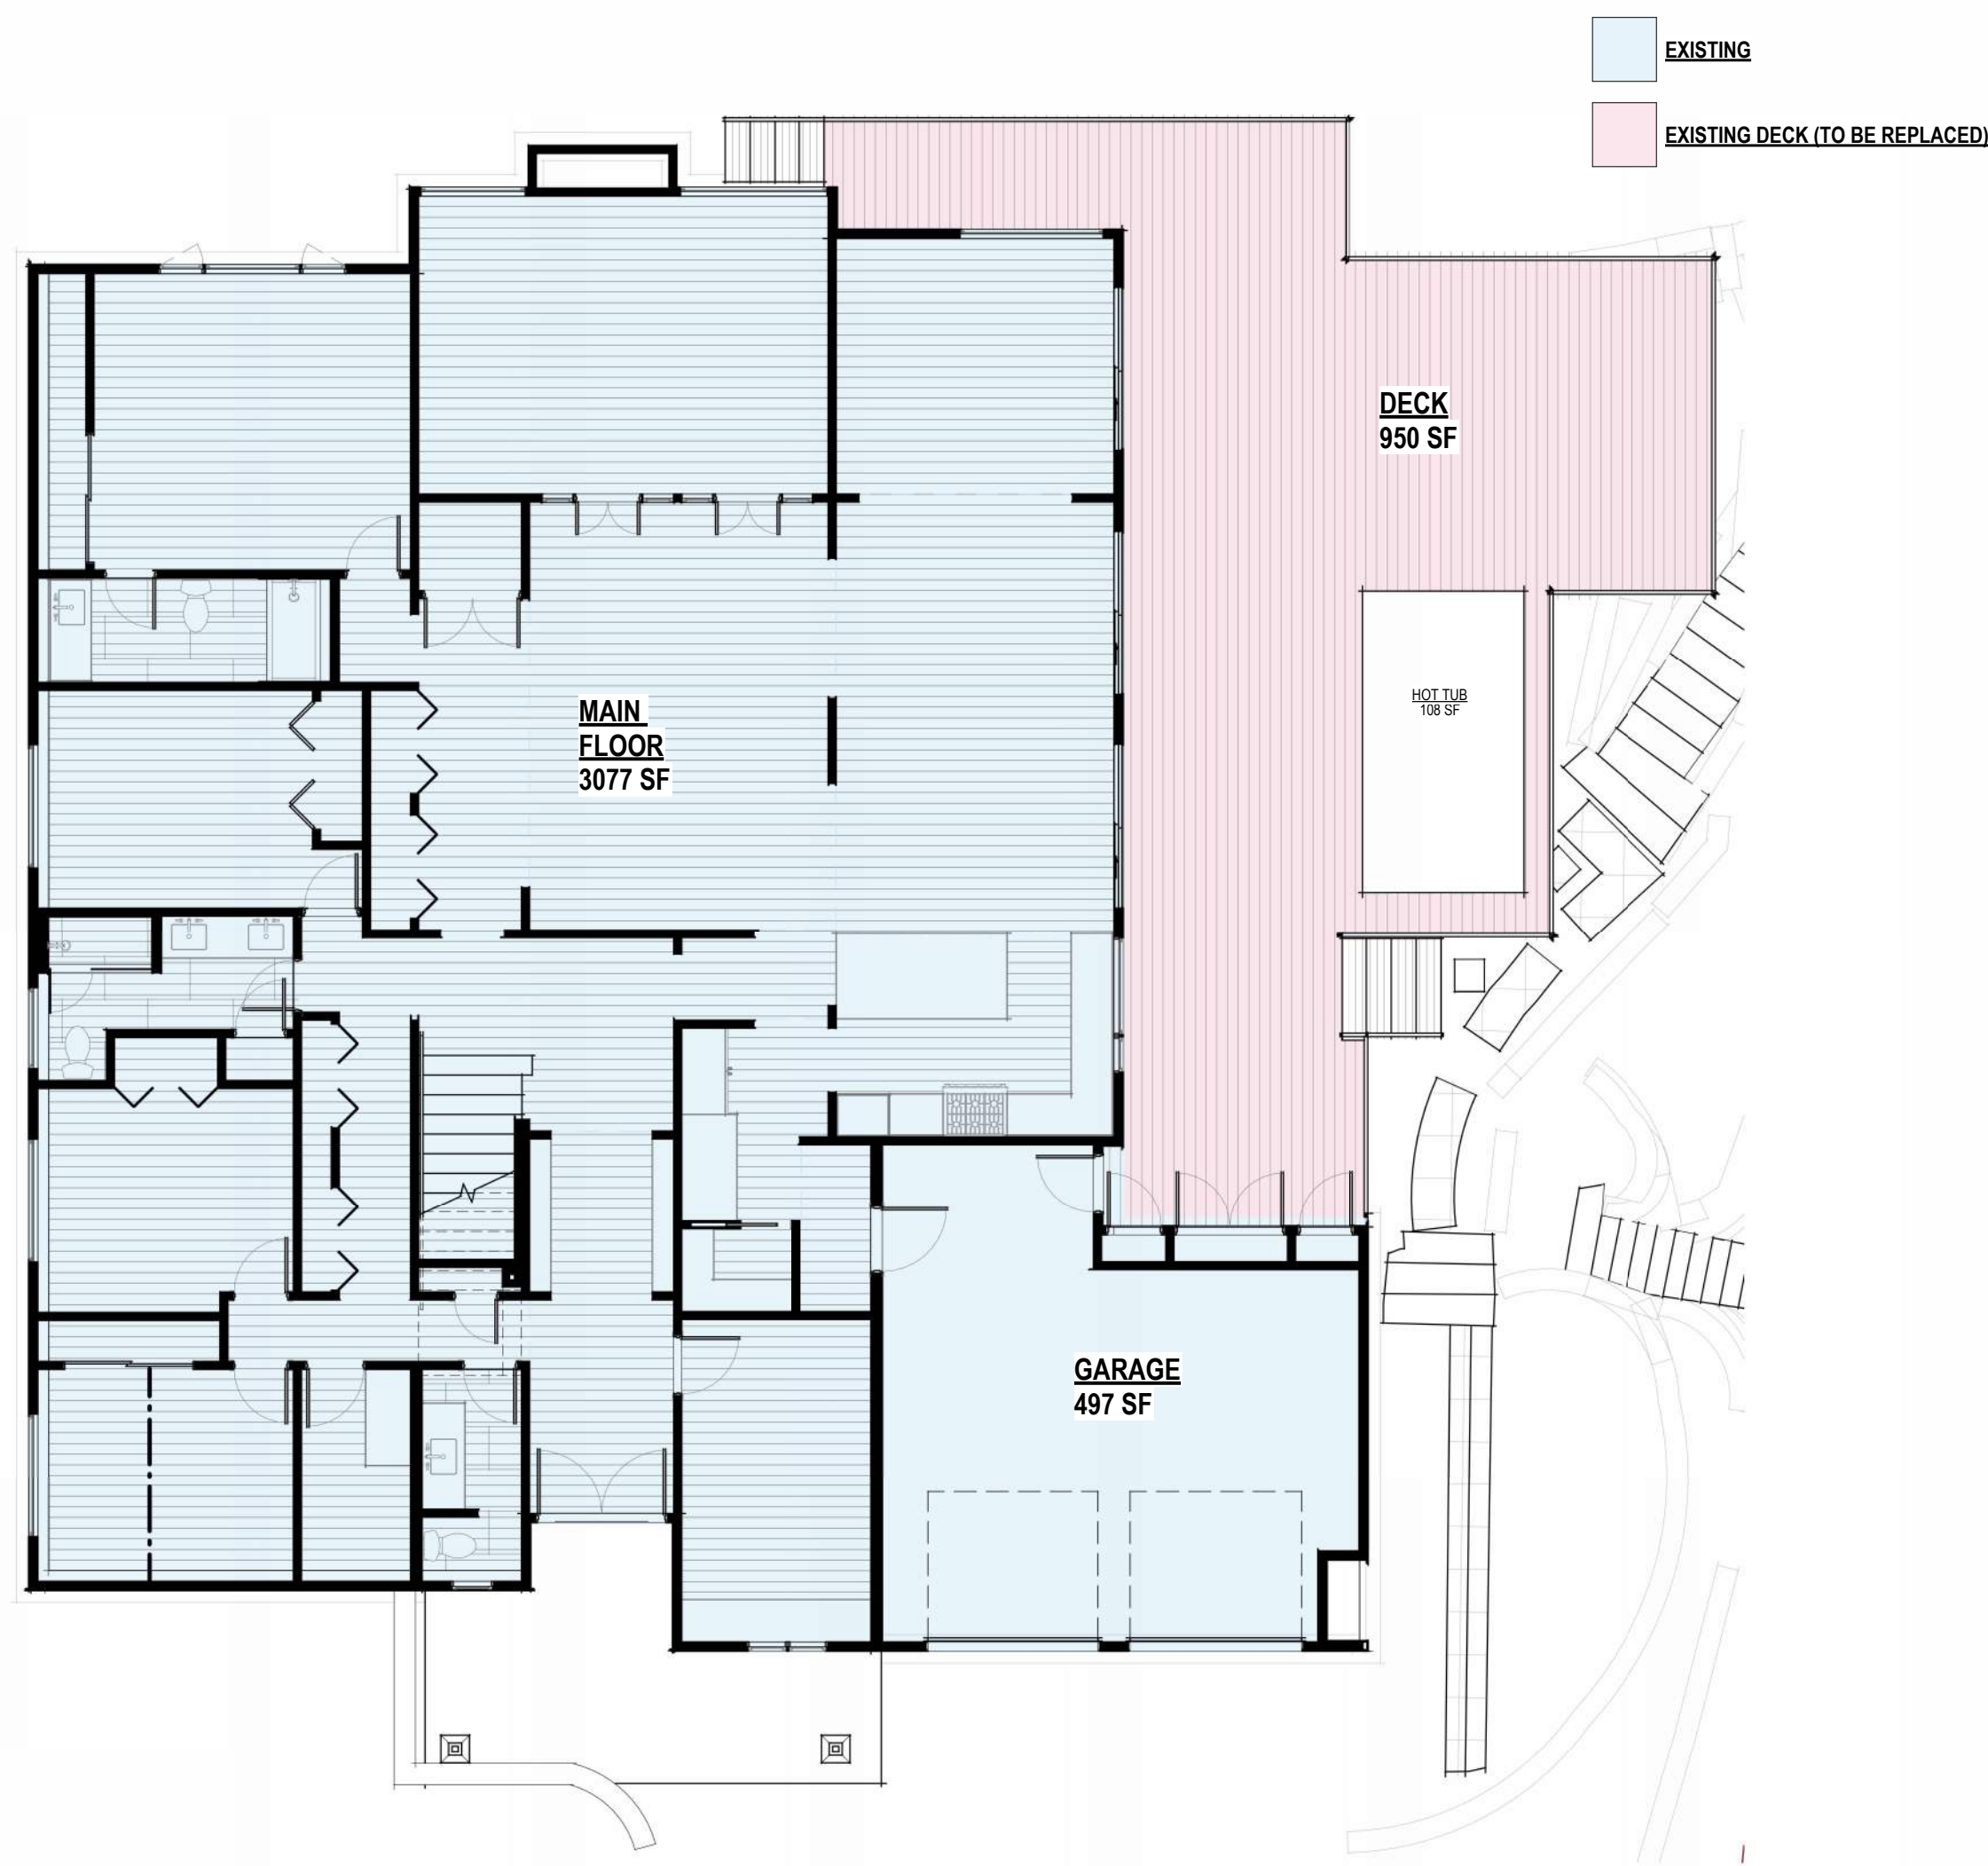 EXISTING
EXISTING DECK (TO BE REPLACED)
DECK
950 SF
HOT TUB
108 SF
MAIN
FLOOR
3077 SF
GARAGE
497 SF